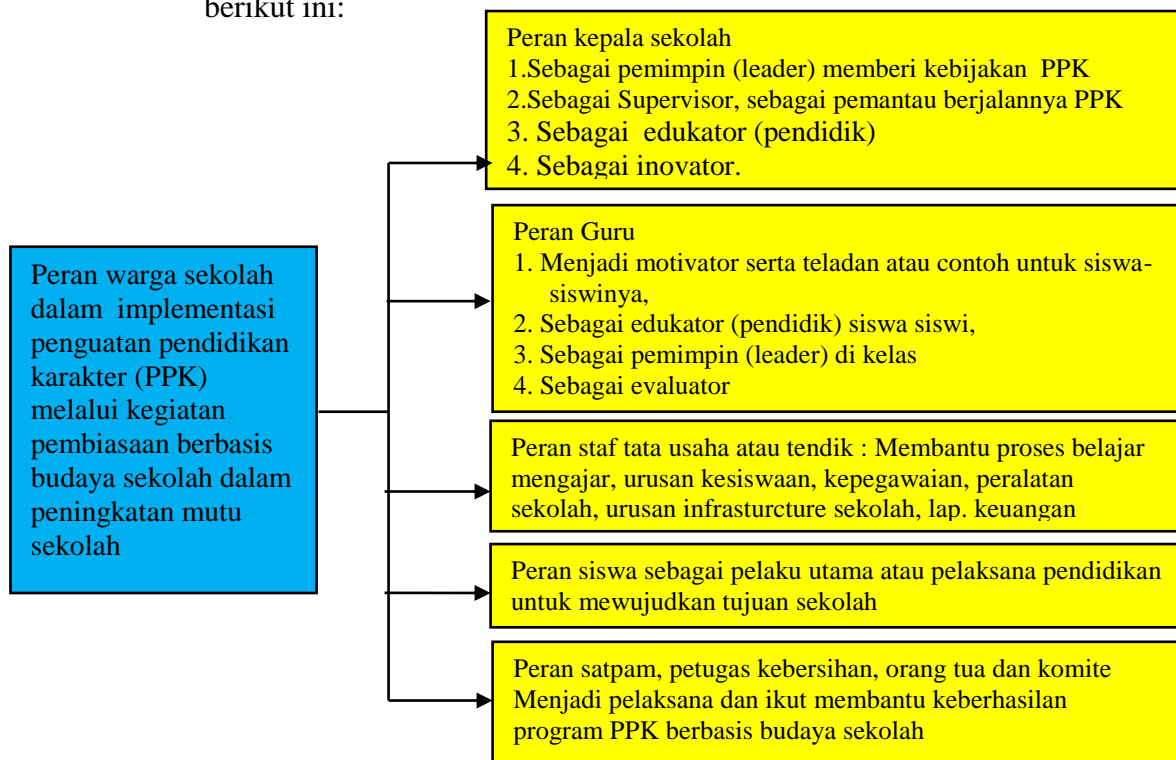 berikut ini:
Peran kepala sekolah
1.Sebagai pemimpin (leader) memberi kebijakan PPK
2.Sebagai Supervisor, sebagai pemantau berjalannya PPK
3. Sebagai edukator (pendidik)
4. Sebagai inovator.
Peran Guru
1. Menjadi motivator serta teladan atau contoh untuk siswa-
siswinya,
2. Sebagai edukator (pendidik) siswa siswi,
3. Sebagai pemimpin (leader) di kelas
4. Sebagai evaluator
Peran warga sekolah
dalam implementasi
penguatan pendidikan
karakter (PPK)
melalui kegiatan
pembiasaan berbasis
budaya sekolah dalam
peningkatan mutu
sekolah
Peran staf tata usaha atau tendik : Membantu proses belajar
mengajar, urusan kesiswaan, kepegawaian, peralatan
sekolah, urusan infrasturcture sekolah, lap. keuangan
Peran siswa sebagai pelaku utama atau pelaksana pendidikan
untuk mewujudkan tujuan sekolah
Peran satpam, petugas kebersihan, orang tua dan komite
Menjadi pelaksana dan ikut membantu keberhasilan
program PPK berbasis budaya sekolah